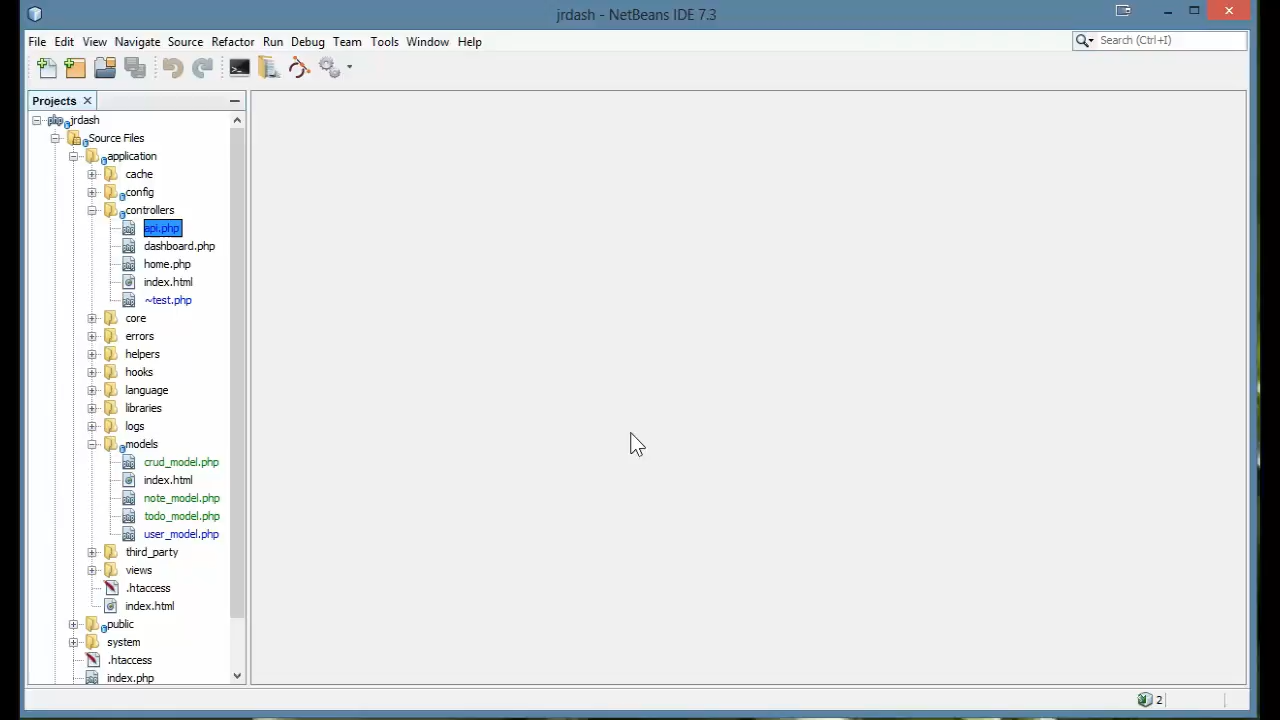 jrdash - NetBeans IDE 7.3
File Edit View Navigate Source Refactor Run Debug Team Tools Window Help
Search (Ctrl+I)
Projects
jrdash
Source Files
application
cache
config
controllers
api.php
dashboard.php
home.php
index.html
~test.php
core
errors
helpers
hooks
language
libraries
logs
models
crud_model.php
index.html
note_model.php
todo_model.php
user_model.php
third_party
views
.htaccess
index.html
public
system
.htaccess
index.php
2